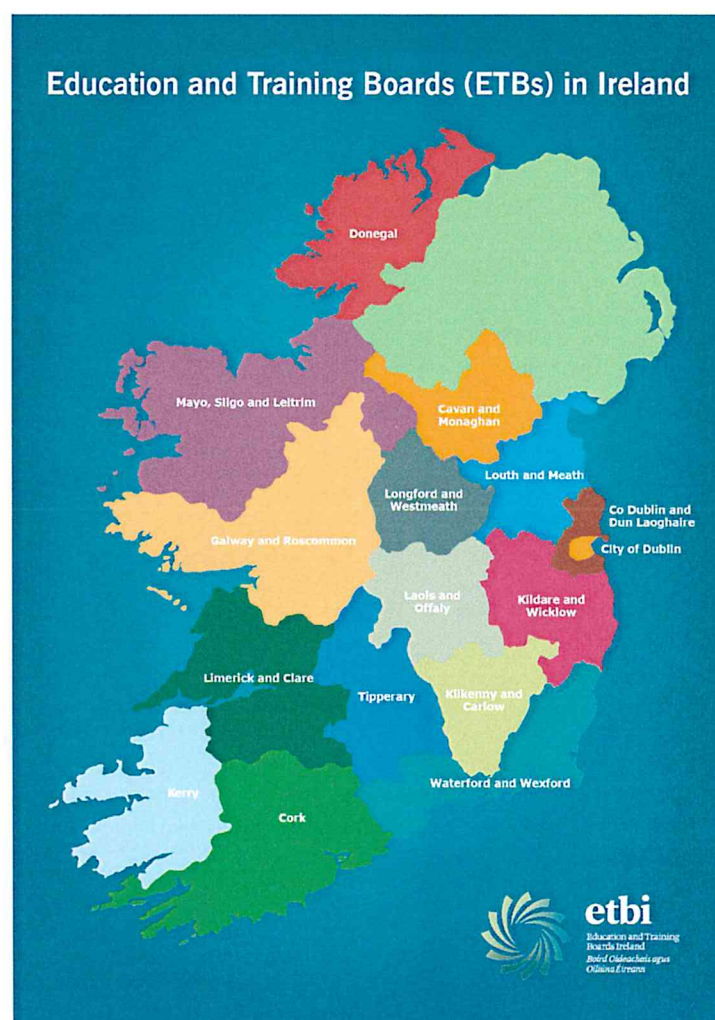 Education and Training Boards (ETBs) in Ireland
Donegal
Mayo, Sligo and Leitrim
Cavan and
Monaghan
Louth and Meath
Longford and
Westmeath
Co Dublin and
Dun Laoghaire
City of Dublin
Galway and Roscommon
Laois and
Offaly
Kildare and
Wicklow
Limerick and Clare
Tipperary
Kilkenny and
Carlow
Waterford and Wexford
Kerry
Cork
etbi
Education and Training
Boards Ireland
Boird Oideachais agus
Oiliúna Éireann